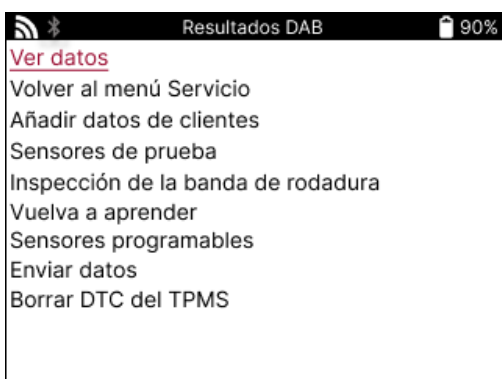 Resultados DAB 90%
Ver datos
Volver al menú Servicio
Añadir datos de clientes
Sensores de prueba
Inspección de la banda de rodadura
Vuelva a aprender
Sensores programables
Enviar datos
Borrar DTC del TPMS